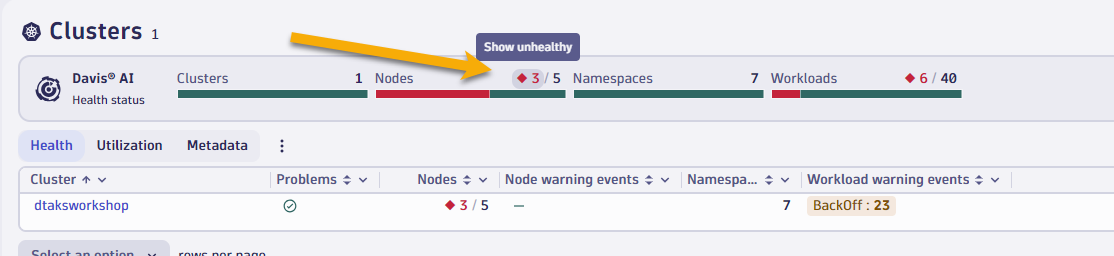 Clusters 1
Show unhealthy
Davis® AI
Health status
Clusters 1
Nodes 3 / 5
Namespaces 7
Workloads 6 / 40
Health Utilization Metadata
Cluster Problems Nodes Node warning events Namespa... Workload warning events
dtaksworkshop 3 / 5 — 7 BackOff : 23
Select an option rows per page